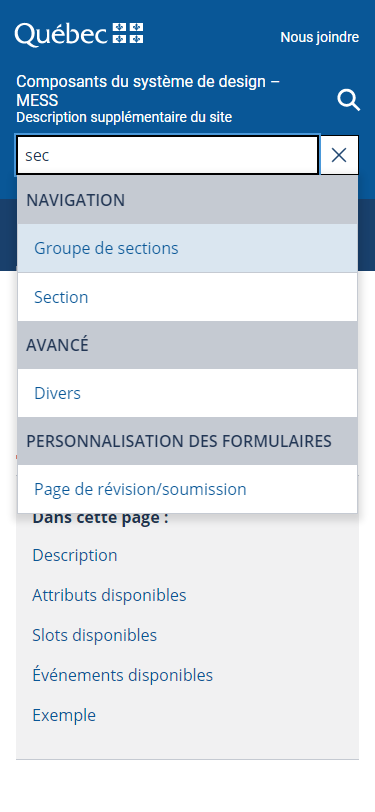 Québec
Nous joindre
Composants du système de design –
MESS
Description supplémentaire du site
sec
NAVIGATION
Groupe de sections
Section
AVANCÉ
Divers
PERSONNALISATION DES FORMULAIRES
Page de révision/soumission
Dans cette page :
Description
Attributs disponibles
Slots disponibles
Événements disponibles
Exemple